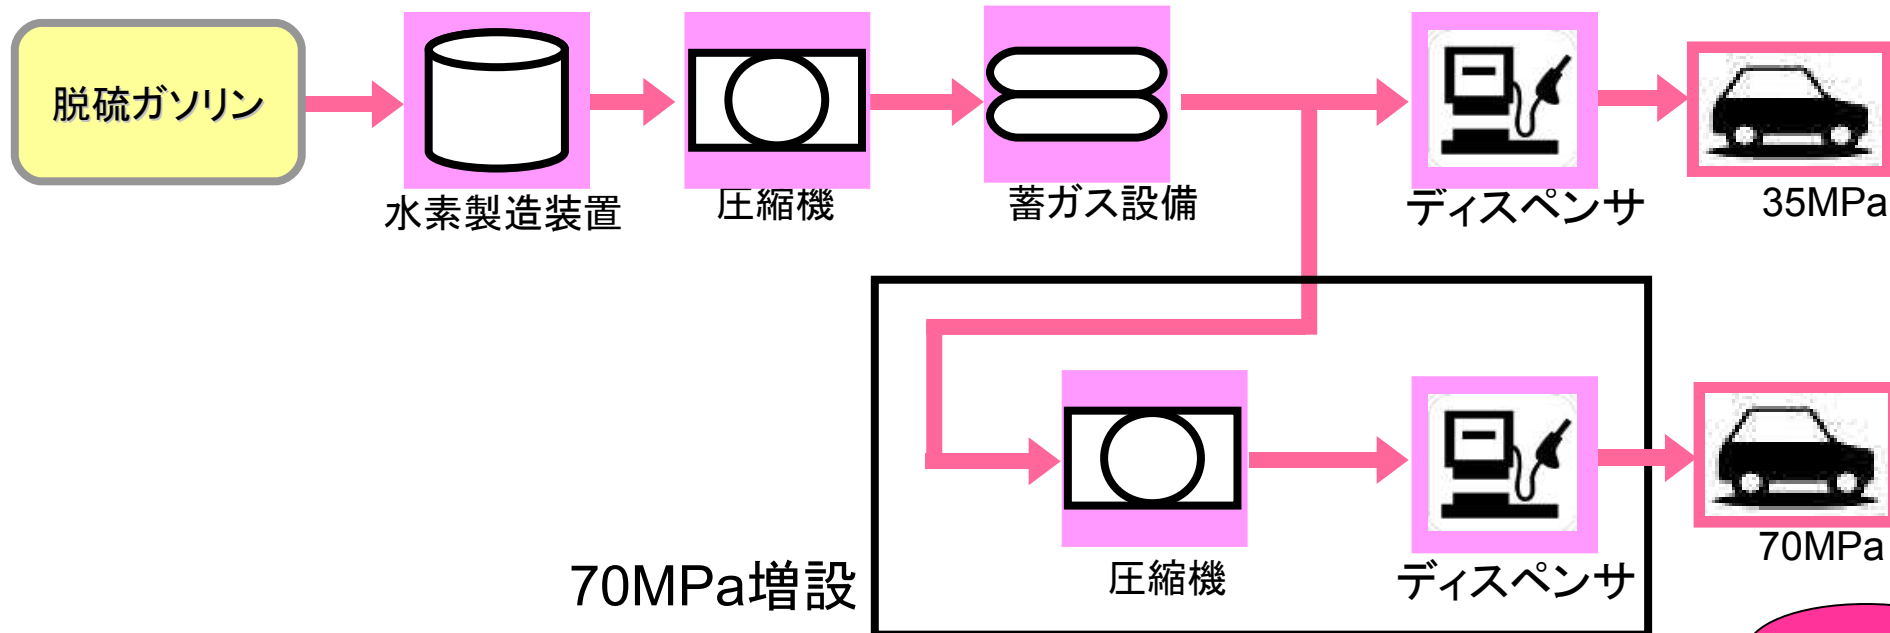 脱硫ガソリン
水素製造装置
圧縮機
蓄ガス設備
ディスペンサ
35MPa
70MPa増設
圧縮機
ディスペンサ
70MPa